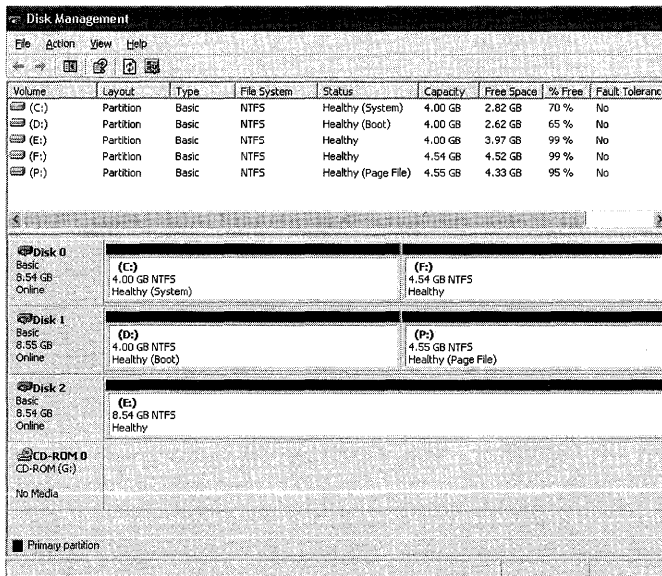 Disk Management
File Action View Help
Volume Layout Type File System Status Capacity Free Space % Free Fault Toleranc
(C:) Partition Basic NTFS Healthy (System) 4.00 GB 2.82 GB 70 % No
(D:) Partition Basic NTFS Healthy (Boot) 4.00 GB 2.62 GB 65 % No
(E:) Partition Basic NTFS Healthy 4.00 GB 3.97 GB 99 % No
(F:) Partition Basic NTFS Healthy 4.54 GB 4.52 GB 99 % No
(P:) Partition Basic NTFS Healthy (Page File) 4.55 GB 4.33 GB 95 % No
Disk 0
Basic
8.54 GB
Online
(C:)
4.00 GB NTFS
Healthy (System)
(F:)
4.54 GB NTFS
Healthy
Disk 1
Basic
8.55 GB
Online
(D:)
4.00 GB NTFS
Healthy (Boot)
(P:)
4.55 GB NTFS
Healthy (Page File)
Disk 2
Basic
8.54 GB
Online
(E:)
8.54 GB NTFS
Healthy
CD-ROM 0
CD-ROM (G:)
No Media
Primary partition